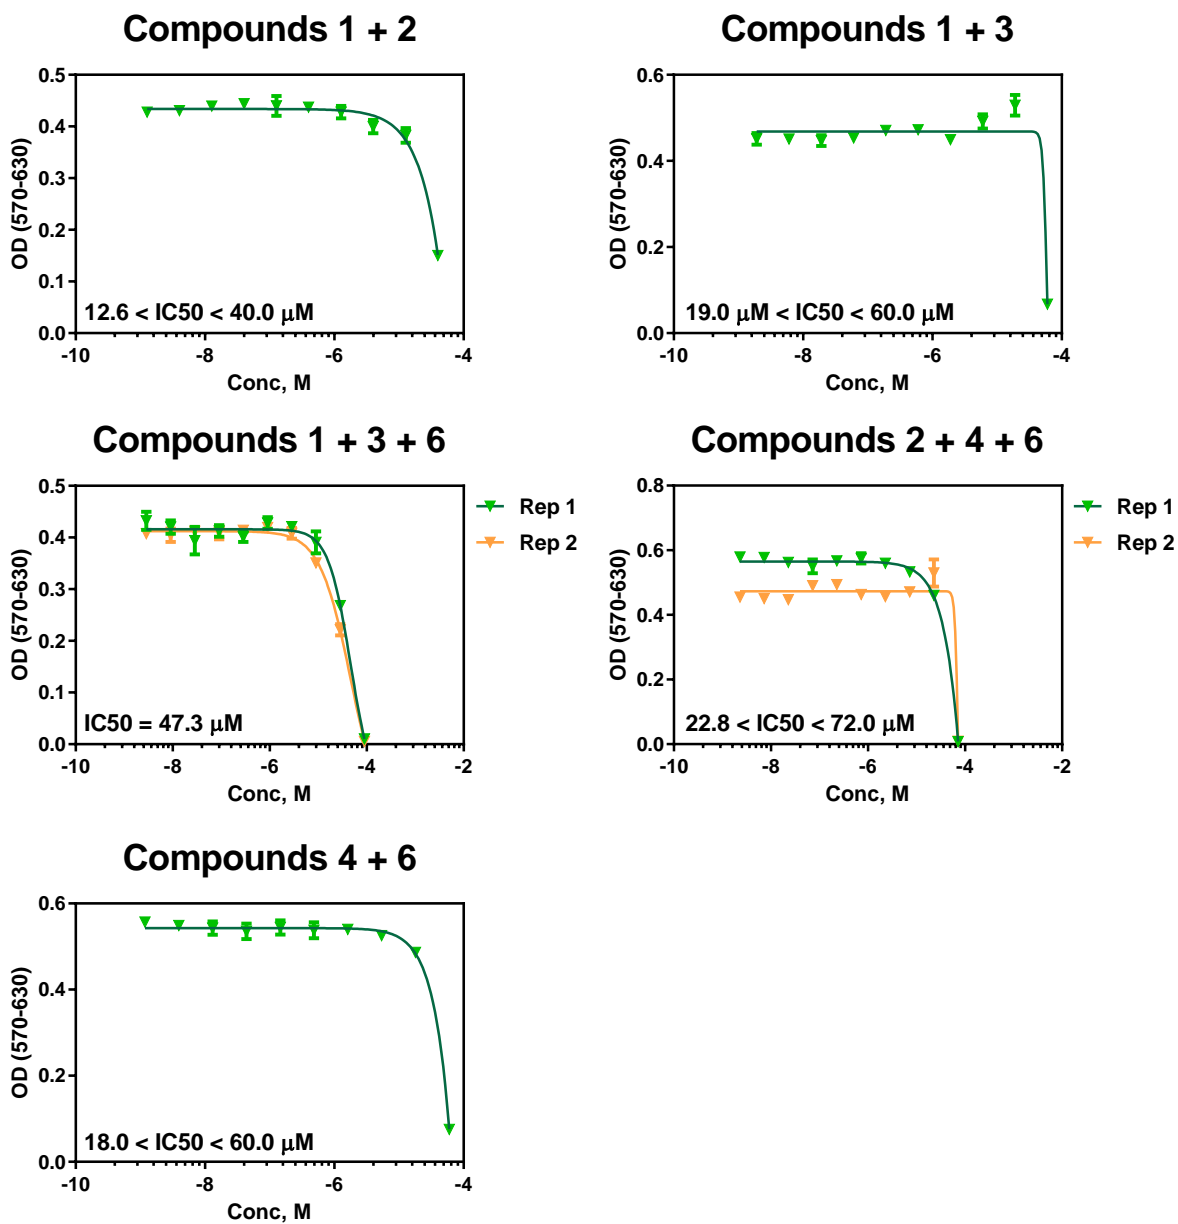 Compounds 1 + 2
0.5
0.4
0.3
0.2
0.1
0.0
OD (570-630)
12.6 < IC50 < 40.0 μM
-10
-8
-6
-4
Conc, M
Compounds 1 + 3
0.6
0.4
0.2
0.0
OD (570-630)
19.0 μM < IC50 < 60.0 μM
-10
-8
-6
-4
Conc, M
Compounds 1 + 3 + 6
0.5
0.4
0.3
0.2
0.1
0.0
OD (570-630)
Rep 1
Rep 2
IC50 = 47.3 μM
-10
-8
-6
-4
-2
Conc, M
Compounds 2 + 4 + 6
0.8
0.6
0.4
0.2
0.0
OD (570-630)
Rep 1
Rep 2
22.8 < IC50 < 72.0 μM
-10
-8
-6
-4
-2
Conc, M
Compounds 4 + 6
0.6
0.4
0.2
0.0
OD (570-630)
18.0 < IC50 < 60.0 μM
-10
-8
-6
-4
Conc, M